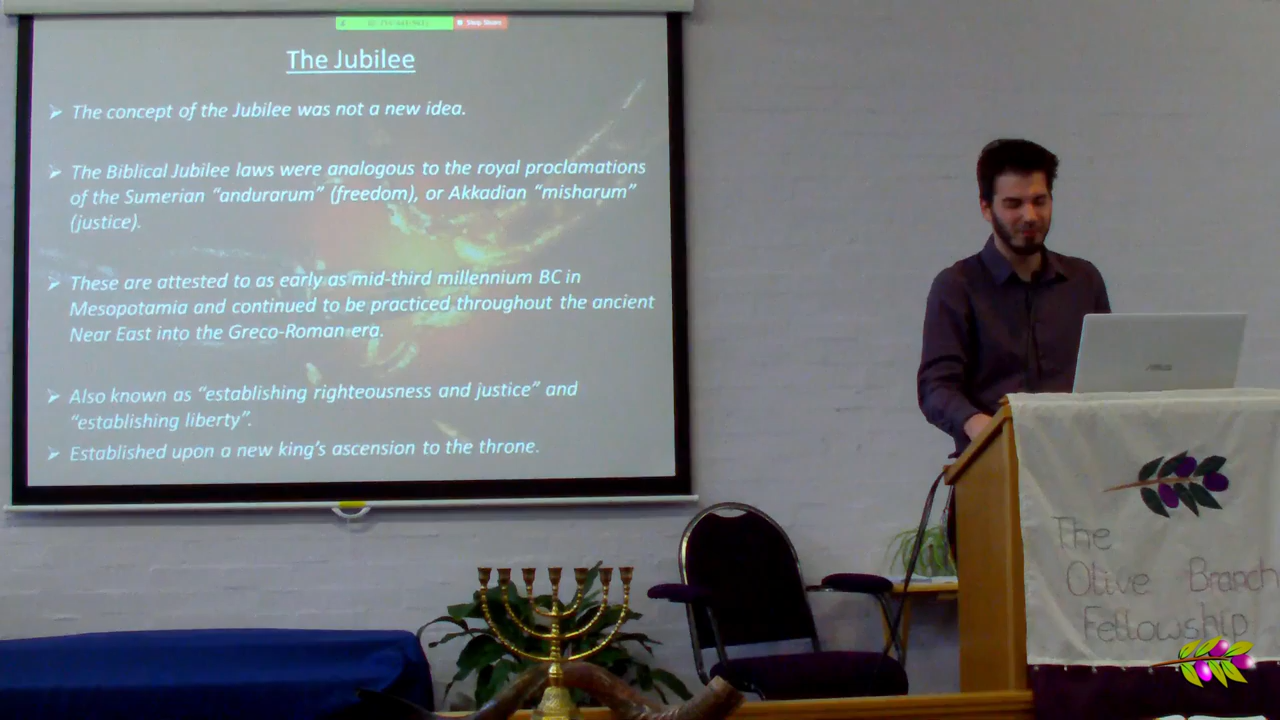 Stop Share
The Jubilee
➢ The concept of the Jubilee was not a new idea.
➢ The Biblical Jubilee laws were analogous to the royal proclamations
of the Sumerian “andurarum” (freedom), or Akkadian “misharum”
(justice).
➢ These are attested to as early as mid-third millennium BC in
Mesopotamia and continued to be practiced throughout the ancient
Near East into the Greco-Roman era.
➢ Also known as “establishing righteousness and justice” and
“establishing liberty”.
➢ Established upon a new king’s ascension to the throne.
ASUS
The
Olive Branch
Fellowship